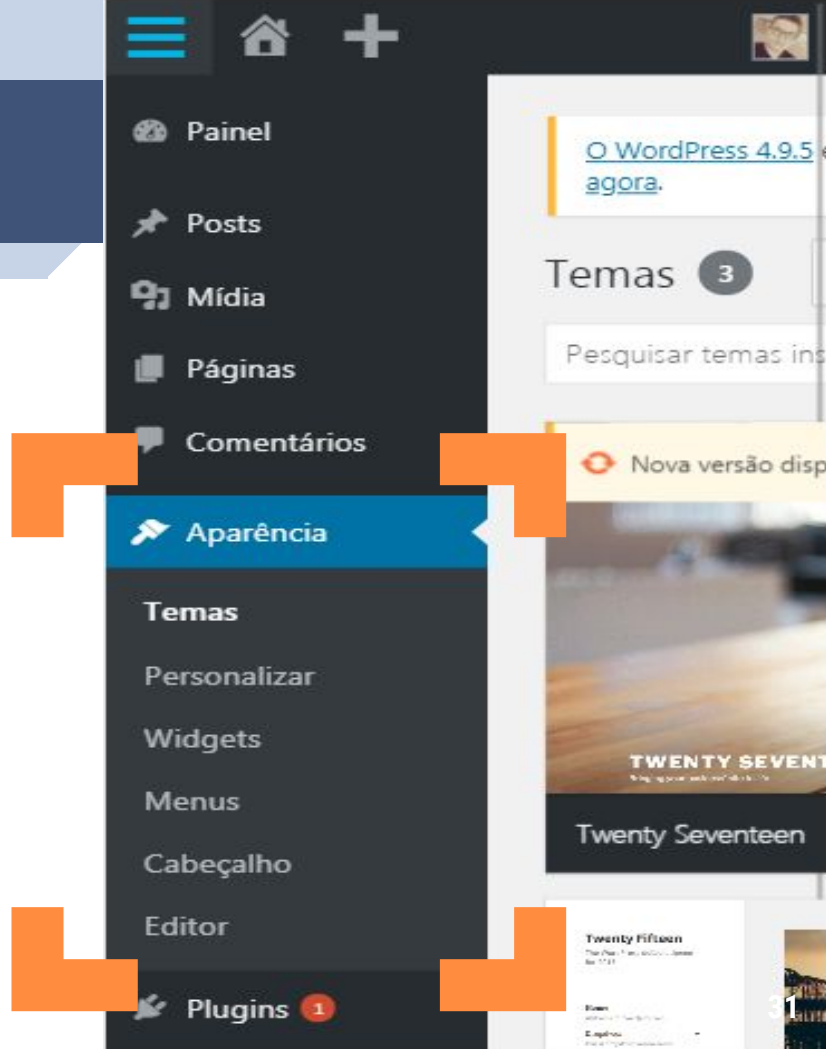 Painel
Posts
Mídia
Páginas
Comentários
Aparência
Temas
Personalizar
Widgets
Menus
Cabeçalho
Editor
Plugins 1
O WordPress 4.9.5
agora.
Temas 3
Pesquisar temas ins
Nova versão disp
TWENTY SEVENT
Twenty Seventeen
Twenty Fifteen
31